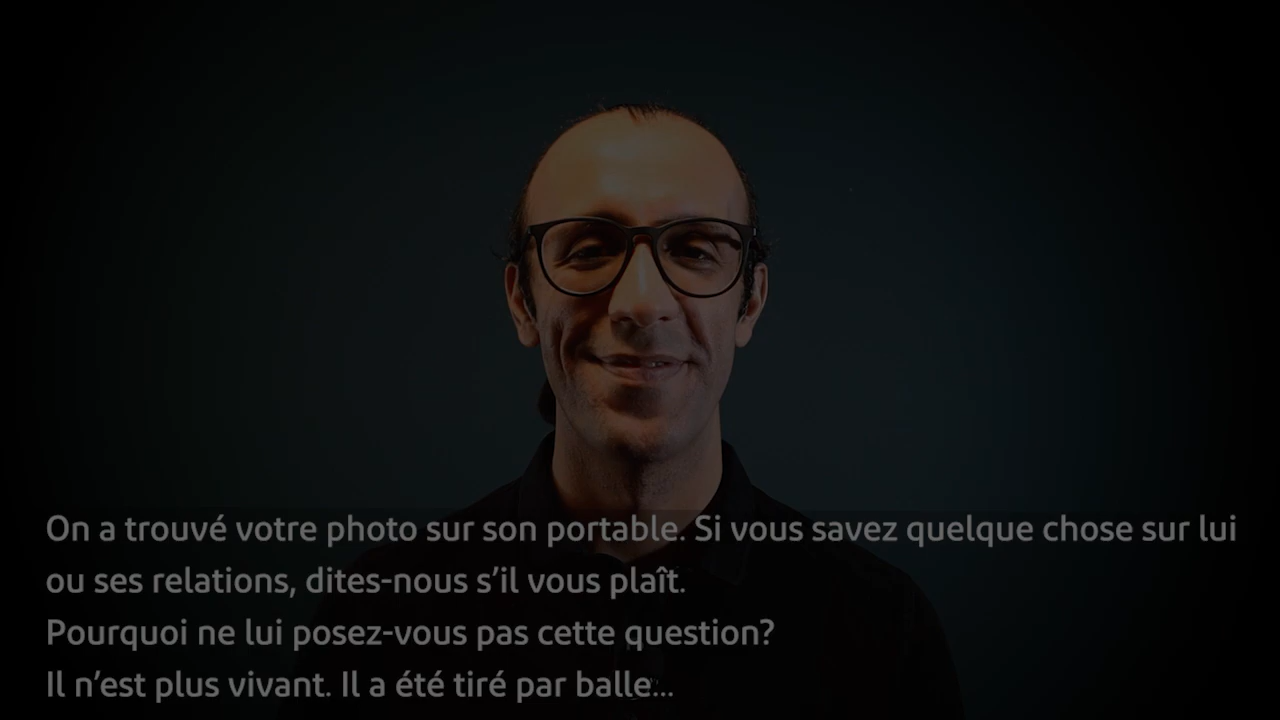 On a trouvé votre photo sur son portable. Si vous savez quelque chose sur lui
ou ses relations, dites-nous s’il vous plaît.
Pourquoi ne lui posez-vous pas cette question?
Il n’est plus vivant. Il a été tiré par balle...